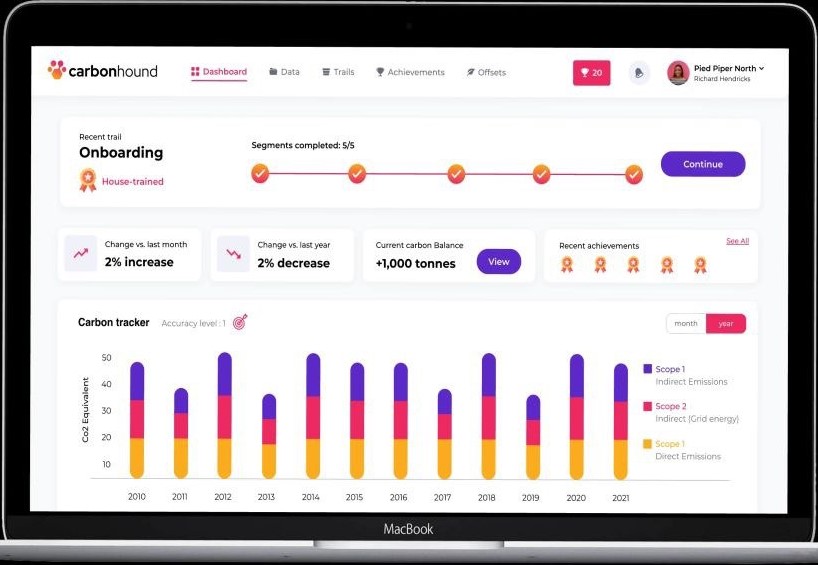 carbonhound
Dashboard
Data
Trails
Achievements
Offsets
20
Pied Piper North
Richard Hendricks
Recent trail
Onboarding
House-trained
Segments completed: 5/5
Continue
Change vs. last month
2% increase
Change vs. last year
2% decrease
Current carbon Balance
+1,000 tonnes
View
Recent achievements
See All
Carbon tracker
Accuracy level : 1
month
year
Co2 Equivalent
50
40
30
20
10
2010
2011
2012
2013
2014
2015
2016
2017
2018
2019
2020
2021
Scope 1
Indirect Emissions
Scope 2
Indirect (Grid energy)
Scope 1
Direct Emissions
MacBook